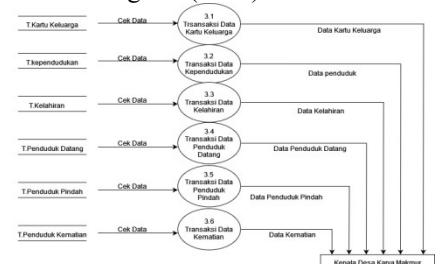 T.Kartu Keluarga
Cek Data
3.1
Trsansaksi Data
Kartu Keluarga
Data Kartu Keluarga
T.kependudukan
Cek Data
3.2
Transaksi Data
Kependudukan
Data penduduk
T.Kelahiran
Cek Data
3.3
Transaksi Data
Kelahiran
Data Kelahiran
T.Penduduk Datang
Cek Data
3.4
Transaksi Data
Penduduk
Datang
Data Penduduk Datang
T.Penduduk Pindah
Cek Data
3.5
Transaksi Data
Penduduk
Pindah
Data Penduduk Pindah
T.Penduduk Kematian
Cek Data
3.6
Transaksi Data
Kematian
Data Kematian
Kepala Desa Karya Makmur